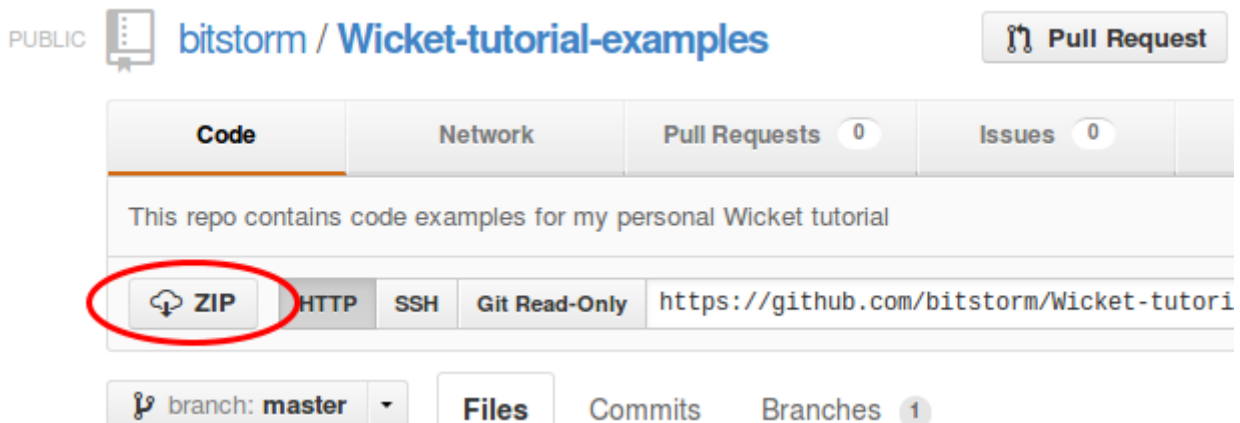 PUBLIC bitstorm / Wicket-tutorial-examples Pull Request
Code Network Pull Requests 0 Issues 0
This repo contains code examples for my personal Wicket tutorial
ZIP HTTP SSH Git Read-Only https://github.com/bitstorm/Wicket-tutori
branch: master Files Commits Branches 1